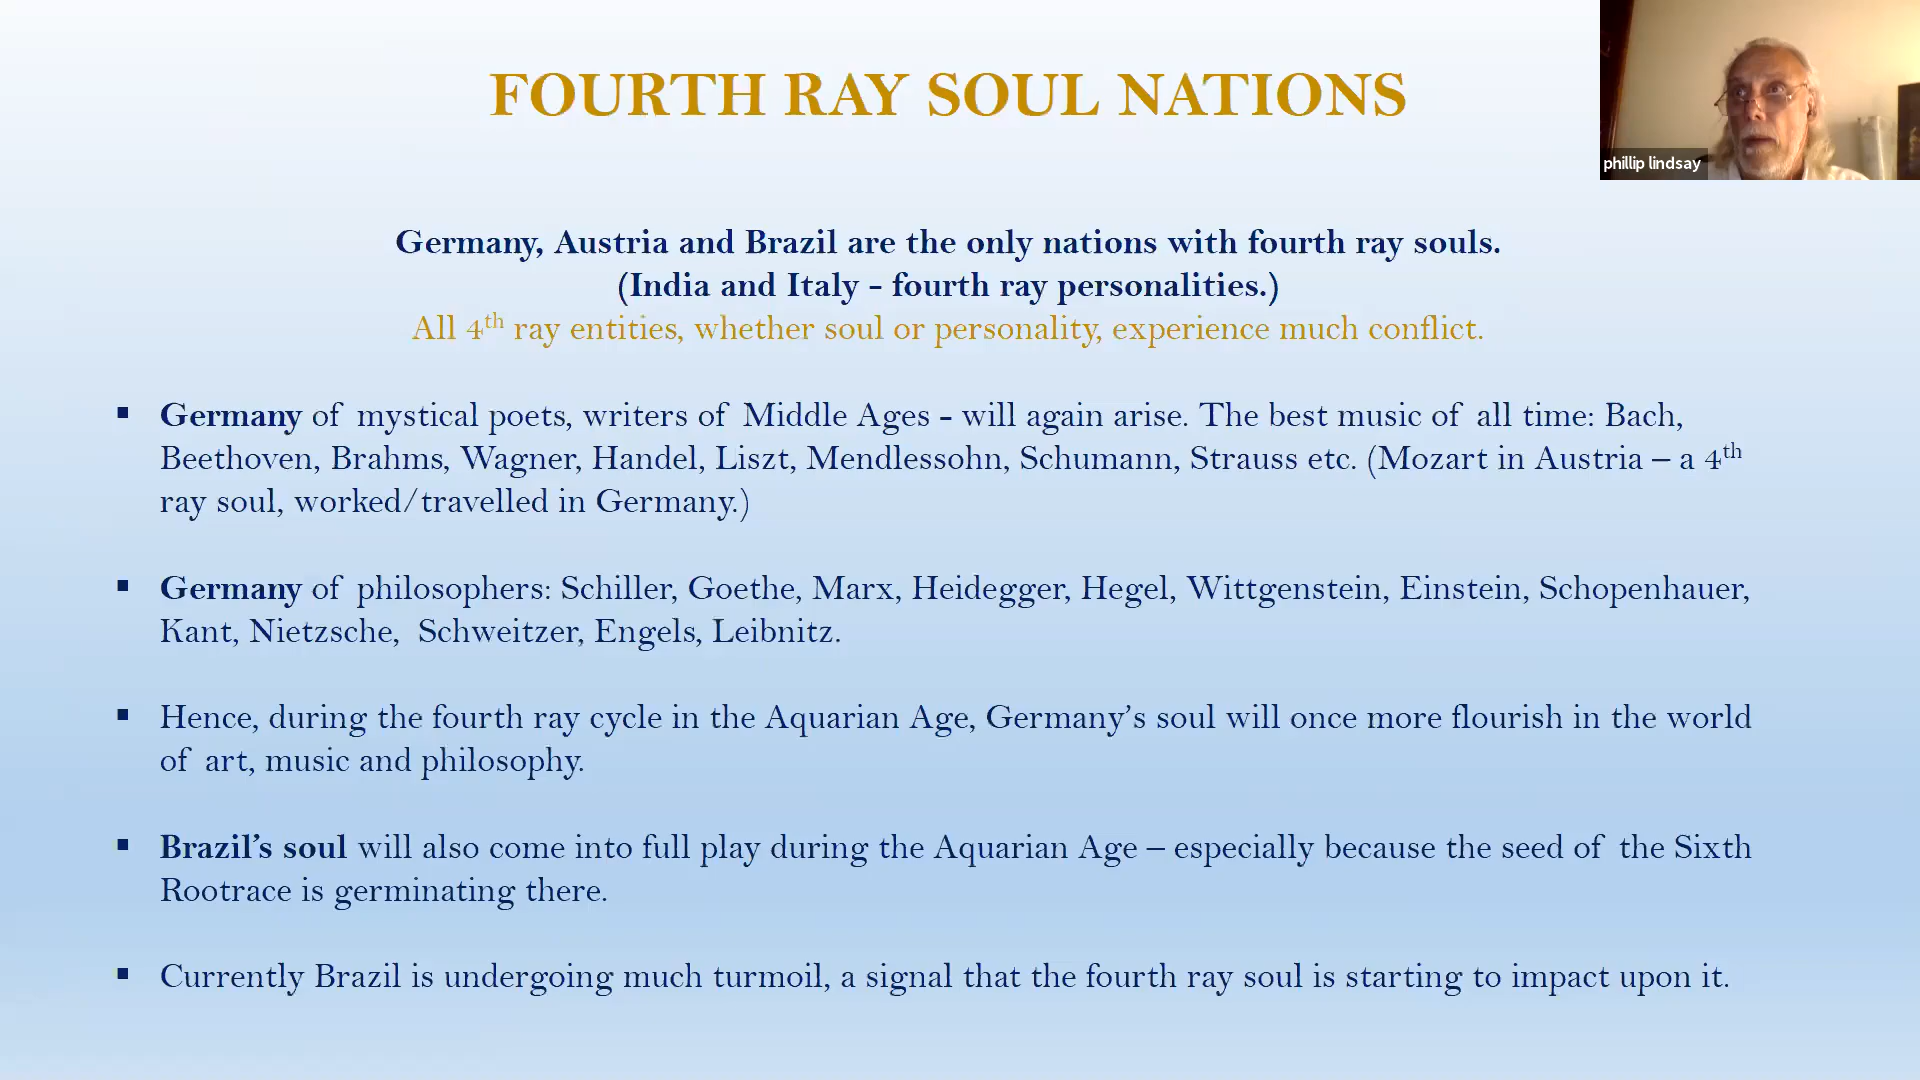 FOURTH RAY SOUL NATIONS
phillip lindsay
Germany, Austria and Brazil are the only nations with fourth ray souls.
(India and Italy - fourth ray personalities.)
All 4th ray entities, whether soul or personality, experience much conflict.
▪ Germany of mystical poets, writers of Middle Ages - will again arise. The best music of all time: Bach,
Beethoven, Brahms, Wagner, Handel, Liszt, Mendlessohn, Schumann, Strauss etc. (Mozart in Austria – a 4th
ray soul, worked/travelled in Germany.)
▪ Germany of philosophers: Schiller, Goethe, Marx, Heidegger, Hegel, Wittgenstein, Einstein, Schopenhauer,
Kant, Nietzsche, Schweitzer, Engels, Leibnitz.
▪ Hence, during the fourth ray cycle in the Aquarian Age, Germany’s soul will once more flourish in the world
of art, music and philosophy.
▪ Brazil’s soul will also come into full play during the Aquarian Age – especially because the seed of the Sixth
Rootrace is germinating there.
▪ Currently Brazil is undergoing much turmoil, a signal that the fourth ray soul is starting to impact upon it.